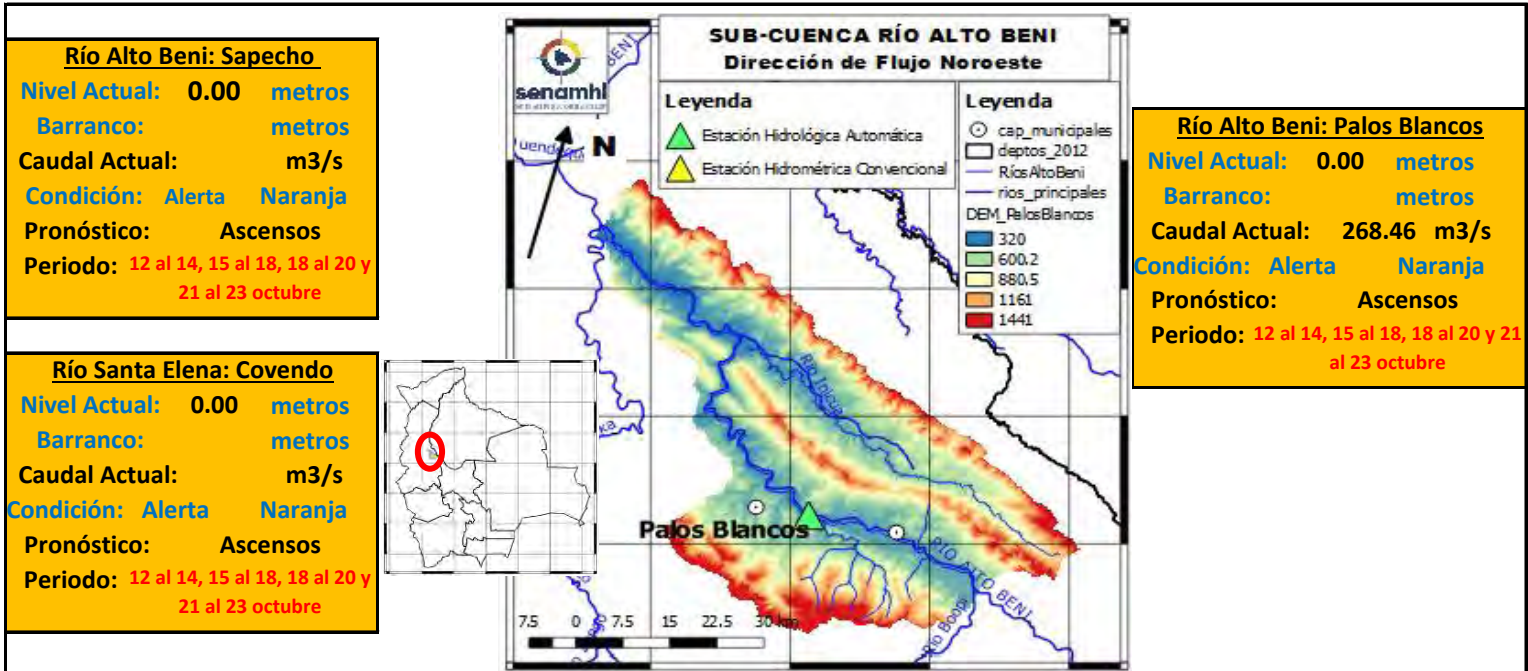 Río Alto Beni: Sapecho
Nivel Actual: 0.00 metros
Barranco: metros
Caudal Actual: m3/s
Condición: Alerta Naranja
Pronóstico: Ascensos
Periodo: 12 al 14, 15 al 18, 18 al 20 y
21 al 23 octubre
Río Santa Elena: Covendo
Nivel Actual: 0.00 metros
Barranco: metros
Caudal Actual: m3/s
Condición: Alerta Naranja
Pronóstico: Ascensos
Periodo: 12 al 14, 15 al 18, 18 al 20 y
21 al 23 octubre
senamhi
SUB-CUENCA RÍO ALTO BENI
Dirección de Flujo Noroeste
Leyenda
Estación Hidrológica Automática
Estación Hidrométrica Convencional
Leyenda
cap_municipales
deptos_2012
RíosAltoBeni
rios_principales
DEM_PalosBlancos
320
600.2
880.5
1161
1441
N
BENI
Río Inicua
Palos Blancos
RÍO ALTO BENI
Río Boopi
7.5 0 7.5 15 22.5 30 km
Río Alto Beni: Palos Blancos
Nivel Actual: 0.00 metros
Barranco: metros
Caudal Actual: 268.46 m3/s
Condición: Alerta Naranja
Pronóstico: Ascensos
Periodo: 12 al 14, 15 al 18, 18 al 20 y 21
al 23 octubre